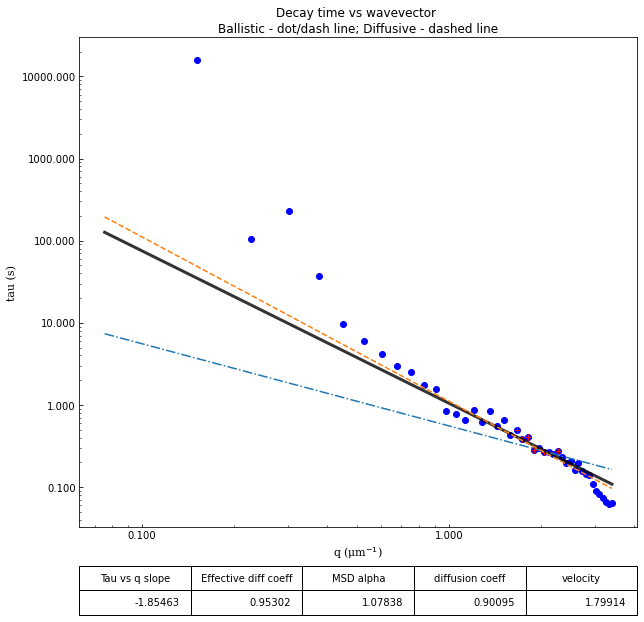 Decay time vs wavevector
Ballistic - dot/dash line; Diffusive - dashed line
10000.000
1000.000
100.000
10.000
1.000
0.100
tau (s)
0.100 1.000
q (μm⁻¹)
Tau vs q slope Effective diff coeff MSD alpha diffusion coeff velocity
-1.85463 0.95302 1.07838 0.90095 1.79914